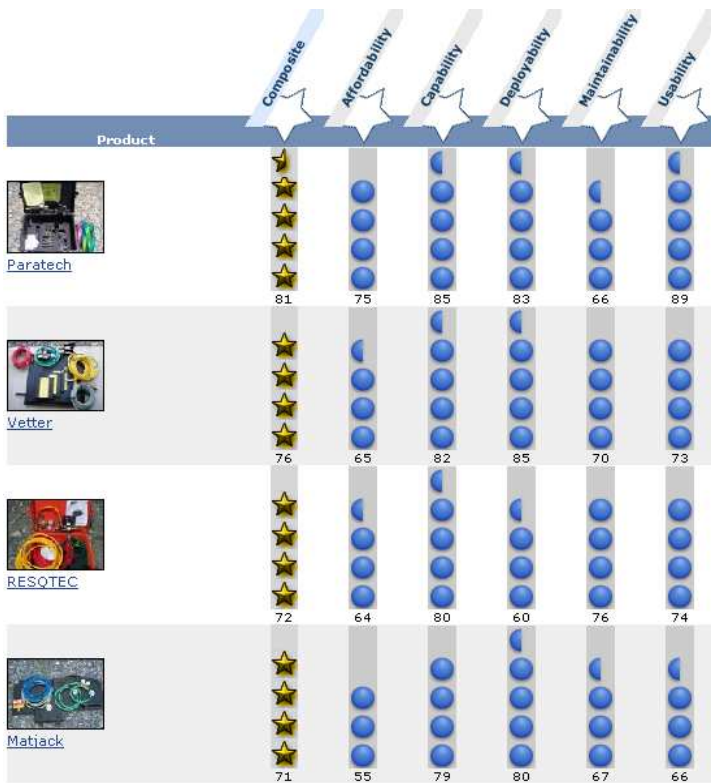 Composite
Affordability
Capability
Deployability
Maintainability
Usability
Product
Paratech
81 75 85 83 66 89
Vetter
76 65 82 85 70 73
RESQTEC
72 64 80 60 76 74
Matjack
71 55 79 80 67 66